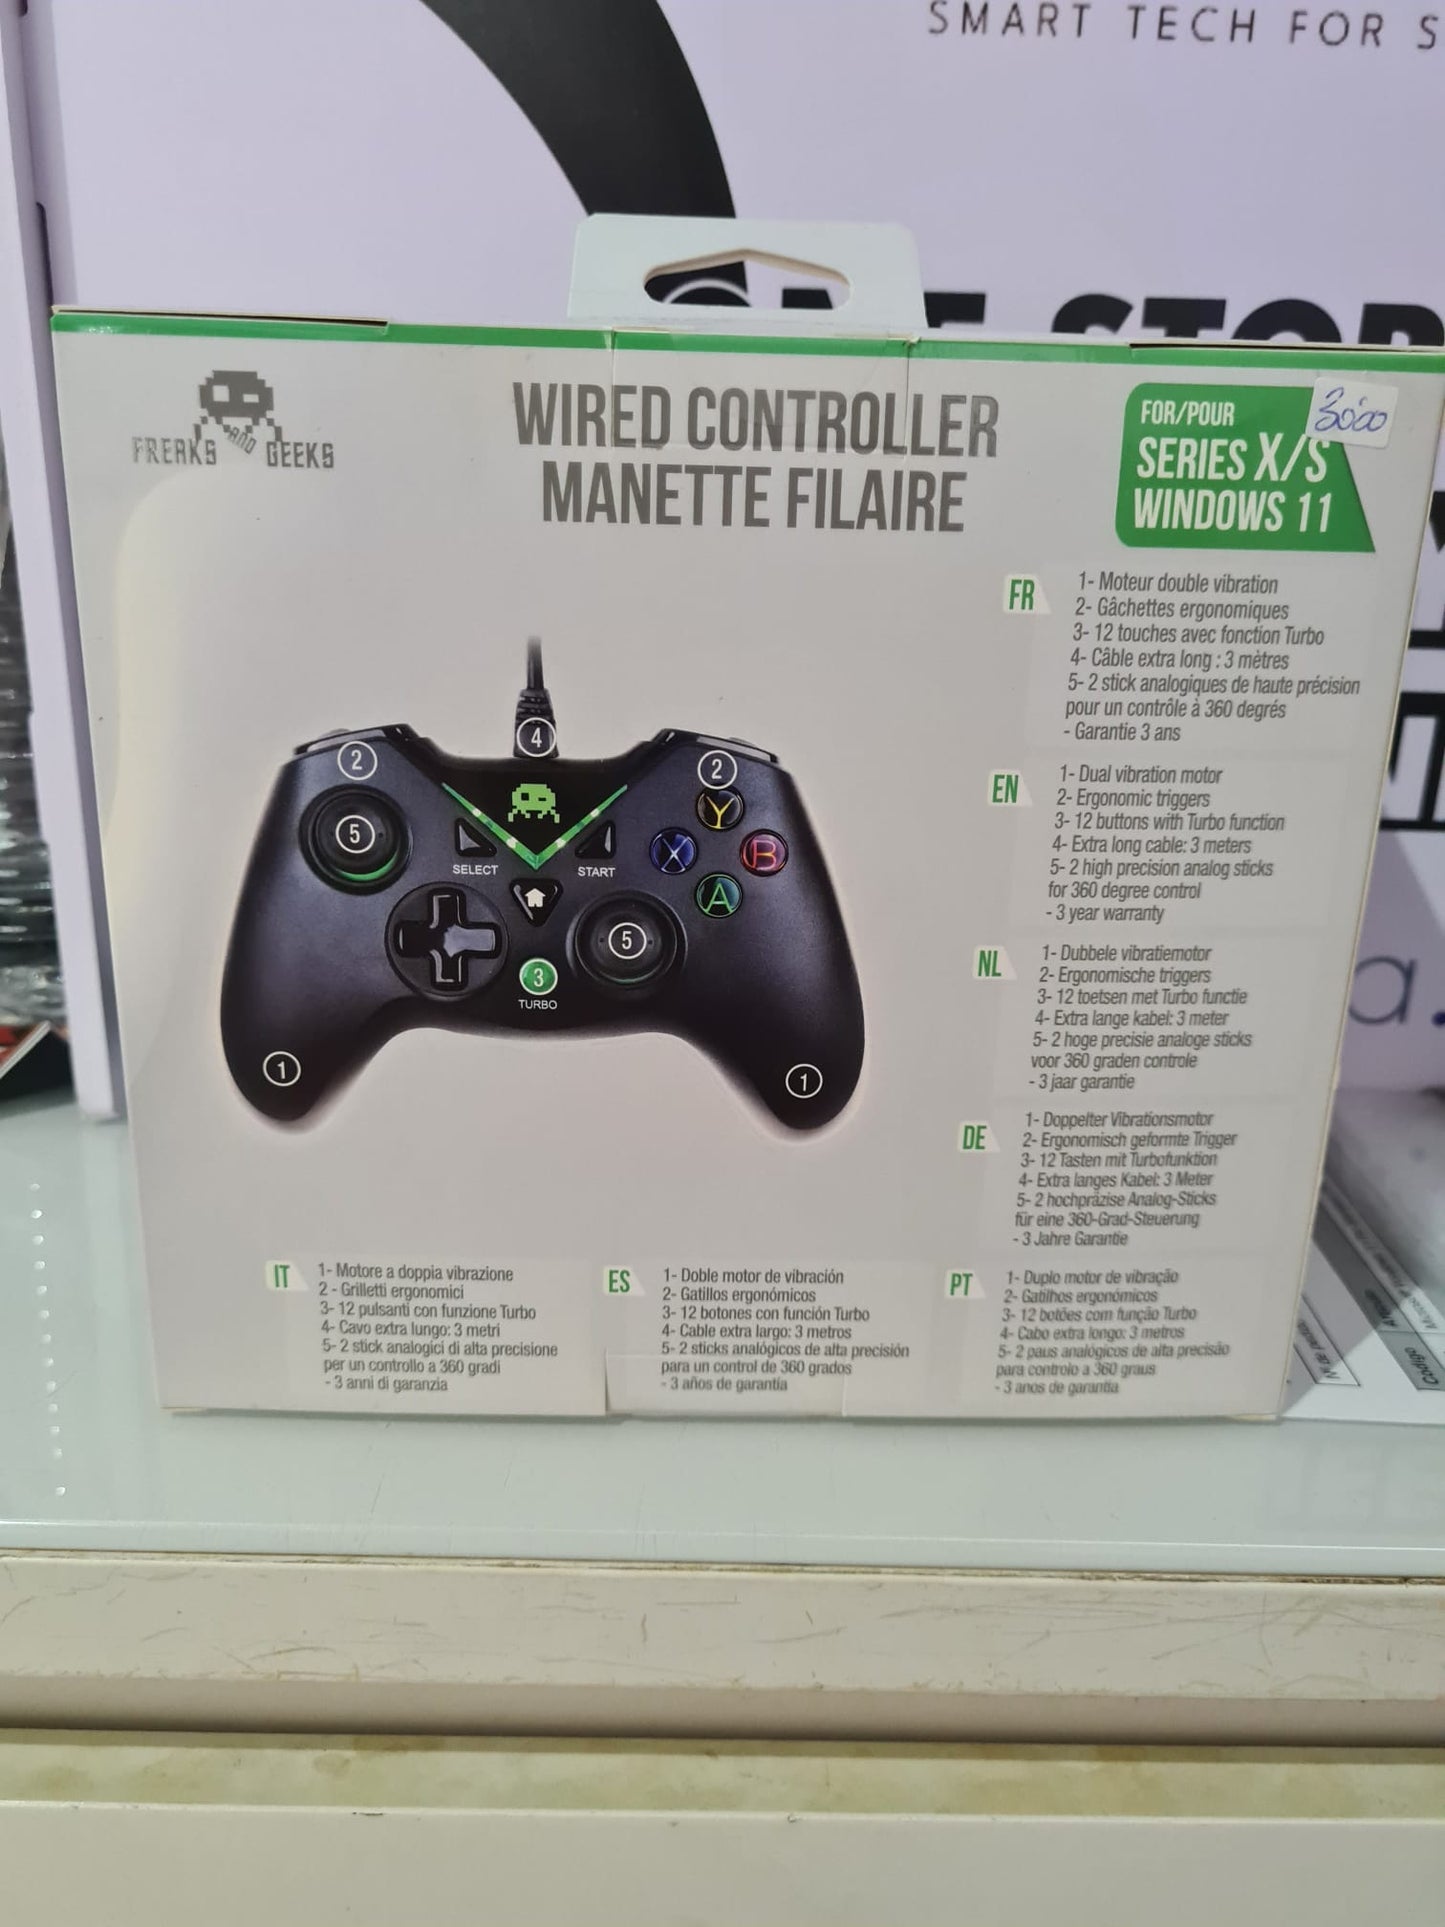 SMART TECH FOR S
FREAKS AND GEEKS
WIRED CONTROLLER
MANETTE FILAIRE
FOR/POUR
SERIES X/S
WINDOWS 11
FR
1- Moteur double vibration
2- Gâchettes ergonomiques
3- 12 touches avec fonction Turbo
4- Câble extra long : 3 mètres
5- 2 stick analogiques de haute précision
pour un contrôle à 360 degrés
- Garantie 3 ans
4
2
2
5
Y
X
B
A
SELECT
START
5
3
TURBO
1
1
EN
1- Dual vibration motor
2- Ergonomic triggers
3- 12 buttons with Turbo function
4- Extra long cable: 3 meters
5- 2 high precision analog sticks
for 360 degree control
- 3 year warranty
NL
1- Dubbele vibratiemotor
2- Ergonomische triggers
3- 12 toetsen met Turbo functie
4- Extra lange kabel: 3 meter
5- 2 hoge precisie analoge sticks
voor 360 graden controle
- 3 jaar garantie
DE
1- Doppelter Vibrationsmotor
2- Ergonomisch geformte Trigger
3- 12 Tasten mit Turbofunktion
4- Extra langes Kabel: 3 Meter
5- 2 hochpräzise Analog-Sticks
für eine 360-Grad-Steuerung
- 3 Jahre Garantie
IT
1- Motore a doppia vibrazione
2 - Grilletti ergonomici
3- 12 pulsanti con funzione Turbo
4- Cavo extra lungo: 3 metri
5- 2 stick analogici di alta precisione
per un controllo a 360 gradi
- 3 anni di garanzia
ES
1- Doble motor de vibración
2- Gatillos ergonómicos
3- 12 botones con función Turbo
4- Cable extra largo: 3 metros
5- 2 sticks analógicos de alta precisión
para un control de 360 grados
- 3 años de garantía
PT
1- Duplo motor de vibração
2- Gatilhos ergonómicos
3- 12 botões com função Turbo
4- Cabo extra longo: 3 metros
5- 2 paus analógicos de alta precisão
para controlo a 360 graus
- 3 anos de garantia